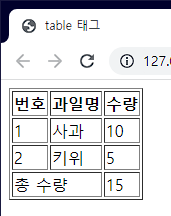 table 태그
127.0
번호 과일명 수량
1 사과 10
2 키위 5
총 수량 15